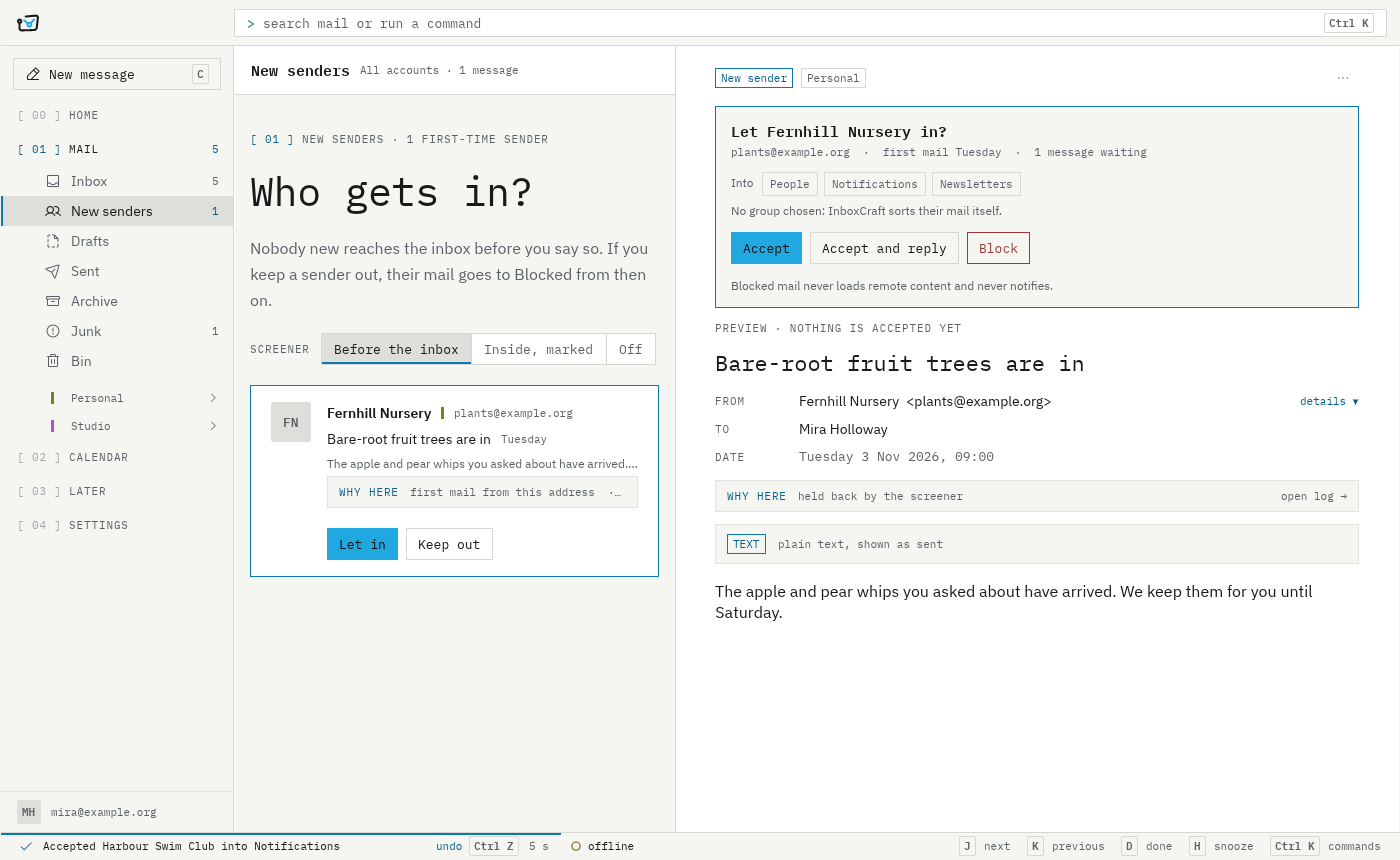 > search mail or run a command Ctrl K
New message C
[ 00 ] HOME
[ 01 ] MAIL 5
Inbox 5
New senders 1
Drafts
Sent
Archive
Junk 1
Bin
Personal
Studio
[ 02 ] CALENDAR
[ 03 ] LATER
[ 04 ] SETTINGS
MH mira@example.org
New senders All accounts · 1 message
[ 01 ] NEW SENDERS · 1 FIRST-TIME SENDER
Who gets in?
Nobody new reaches the inbox before you say so. If you
keep a sender out, their mail goes to Blocked from then
on.
SCREENER Before the inbox Inside, marked Off
FN Fernhill Nursery plants@example.org
Bare-root fruit trees are in Tuesday
The apple and pear whips you asked about have arrived.…
WHY HERE first mail from this address ·…
Let in Keep out
New sender Personal ···
Let Fernhill Nursery in?
plants@example.org · first mail Tuesday · 1 message waiting
Into People Notifications Newsletters
No group chosen: InboxCraft sorts their mail itself.
Accept Accept and reply Block
Blocked mail never loads remote content and never notifies.
PREVIEW · NOTHING IS ACCEPTED YET
Bare-root fruit trees are in
FROM Fernhill Nursery <plants@example.org> details ▾
TO Mira Holloway
DATE Tuesday 3 Nov 2026, 09:00
WHY HERE held back by the screener open log →
TEXT plain text, shown as sent
The apple and pear whips you asked about have arrived. We keep them for you until
Saturday.
Accepted Harbour Swim Club into Notifications undo Ctrl Z 5 s offline J next K previous D done H snooze Ctrl K commands